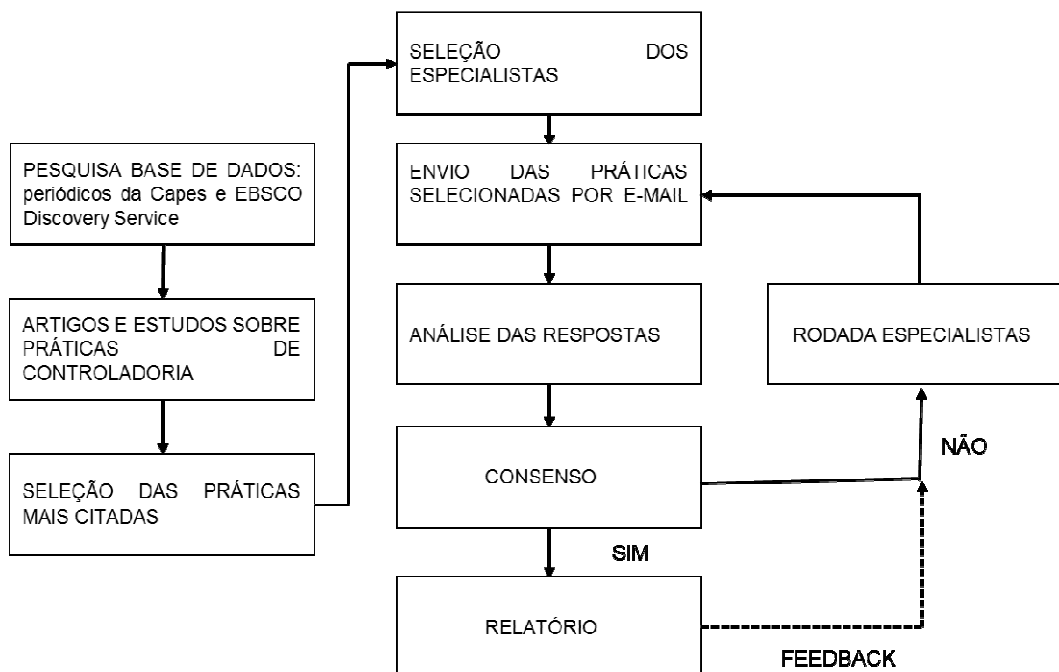 PESQUISA BASE DE DADOS:
periódicos da Capes e EBSCO
Discovery Service
ARTIGOS E ESTUDOS SOBRE
PRÁTICAS DE
CONTROLADORIA
SELEÇÃO DAS PRÁTICAS
MAIS CITADAS
SELEÇÃO DOS
ESPECIALISTAS
ENVIO DAS PRÁTICAS
SELECIONADAS POR E-MAIL
ANÁLISE DAS RESPOSTAS
CONSENSO
SIM
RELATÓRIO
RODADA ESPECIALISTAS
NÃO
FEEDBACK